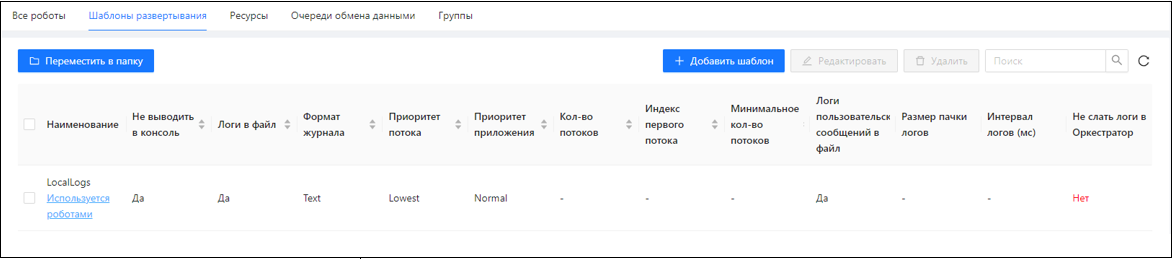 Все роботы Шаблоны развертывания Ресурсы Очереди обмена данными Группы
Переместить в папку Добавить шаблон Редактировать Удалить Поиск
Наименование
Не выводить
в консоль
Логи в файл
Формат
журнала
Приоритет
потока
Приоритет
приложения
Кол-во
потоков
Индекс
первого
потока
Минимальное
кол-во
потоков
Логи
пользовательск
сообщений в
файл
Размер пачки
логов
Интервал
логов (мс)
Не слать логи в
Оркестратор
LocalLogs
Используется
роботами
Да Да Text Lowest Normal - - - Да - - Нет